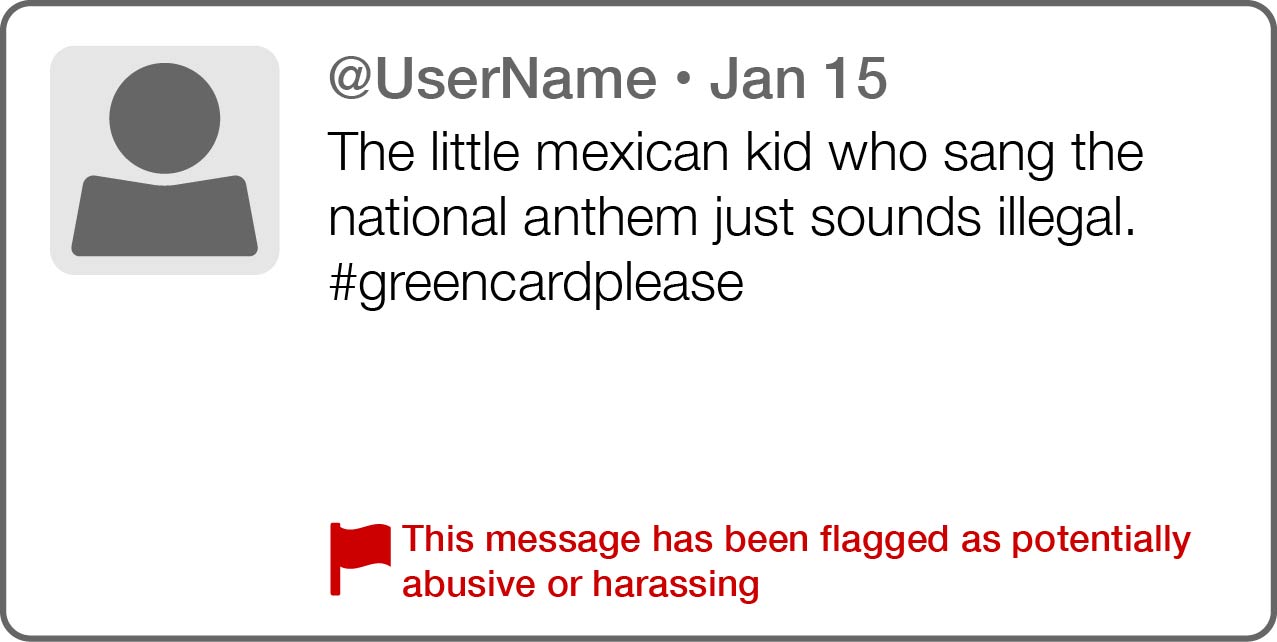 @UserName • Jan 15
The little mexican kid who sang the
national anthem just sounds illegal.
#greencardplease
This message has been flagged as potentially
abusive or harassing